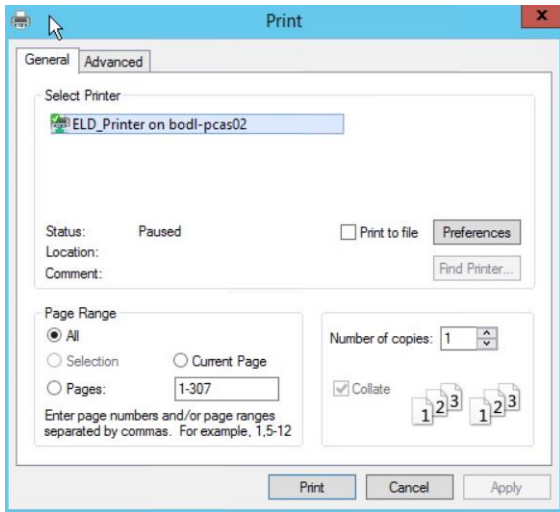 Print
x
General Advanced
Select Printer
ELD_Printer on bodl-pcas02
Status: Paused
Print to file Preferences
Location:
Comment:
Find Printer...
Page Range
All
Selection Current Page
Pages: 1-307
Enter page numbers and/or page ranges
separated by commas. For example, 1,5-12
Number of copies: 1
Collate
1 2 3 1 2 3
Print Cancel Apply